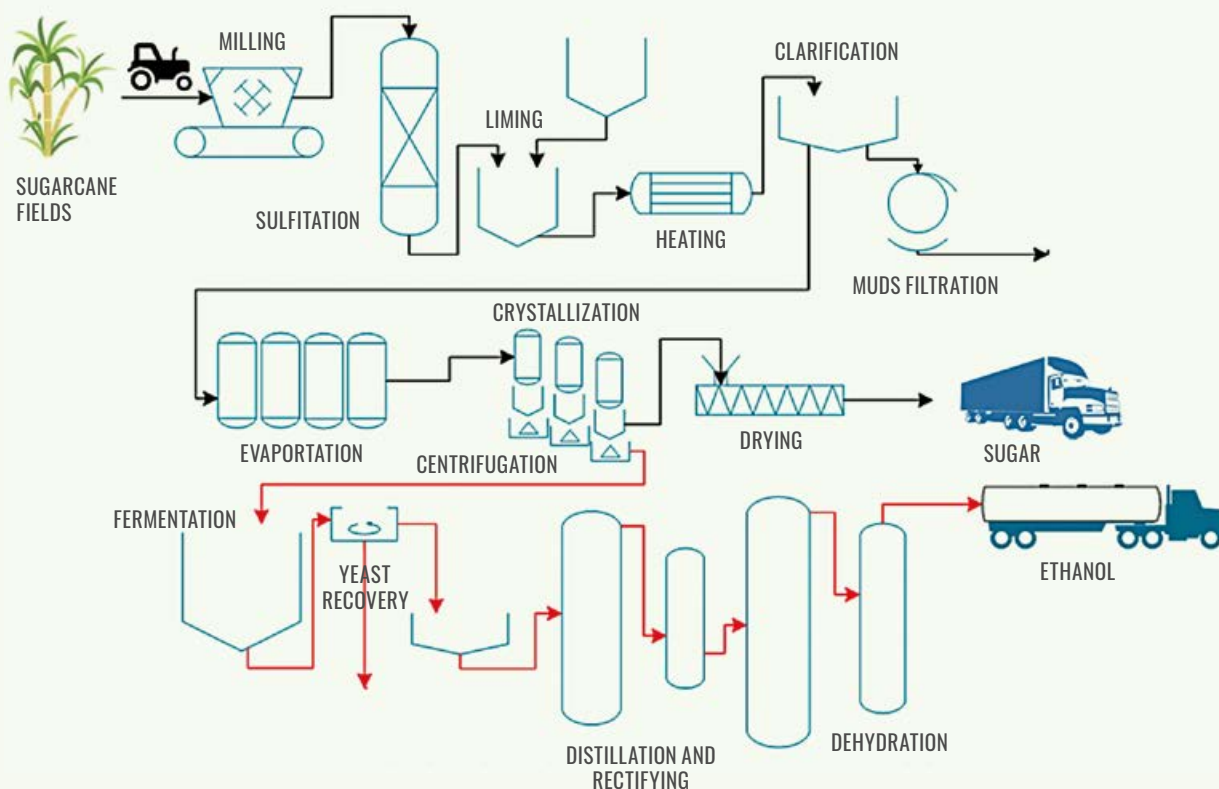 MILLING
CLARIFICATION
LIMING
SUGARCANE
FIELDS
SULFITATION
HEATING
MUDS FILTRATION
CRYSTALLIZATION
EVAPORTATION
CENTRIFUGATION
DRYING
SUGAR
FERMENTATION
YEAST
RECOVERY
ETHANOL
DISTILLATION AND
RECTIFYING
DEHYDRATION